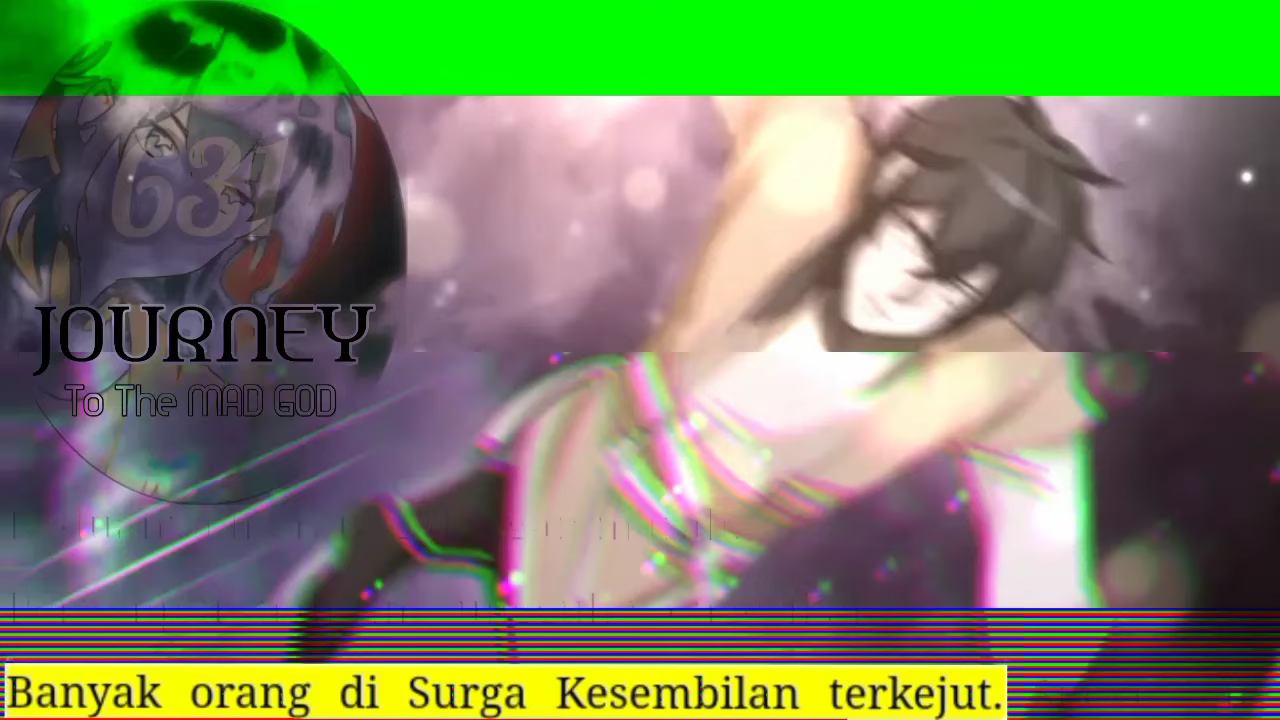 631
JOURNEY
To The MAD GOD
Banyak orang di Surga Kesembilan terkejut.